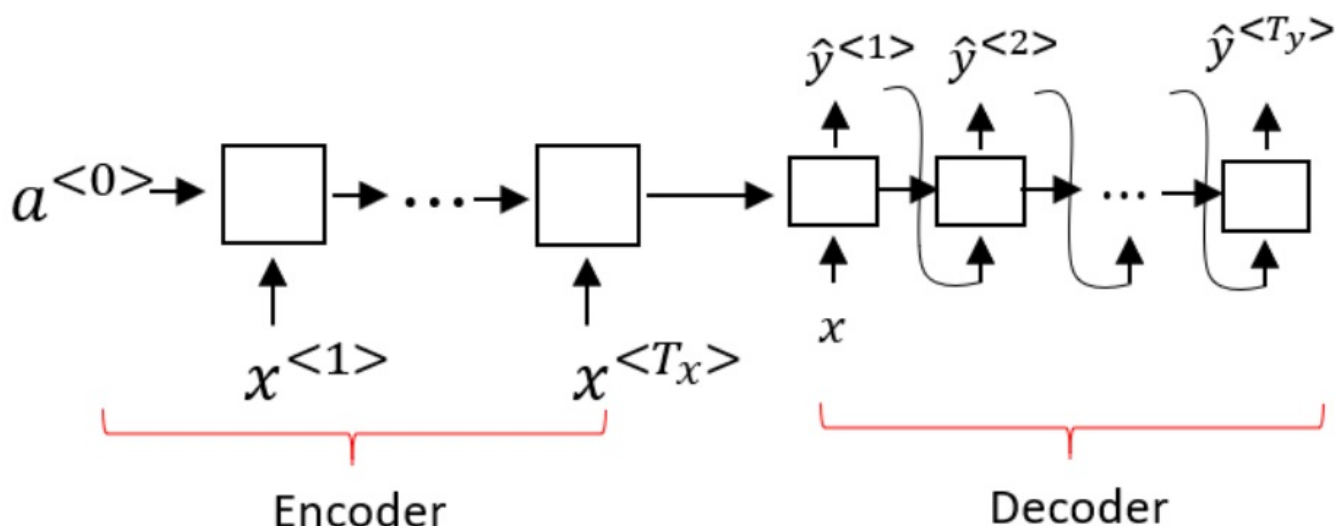 ŷ<1> ŷ<2> ŷ<Ty>
a<0> ... ...
x
x<1> x<Tx>
Encoder Decoder